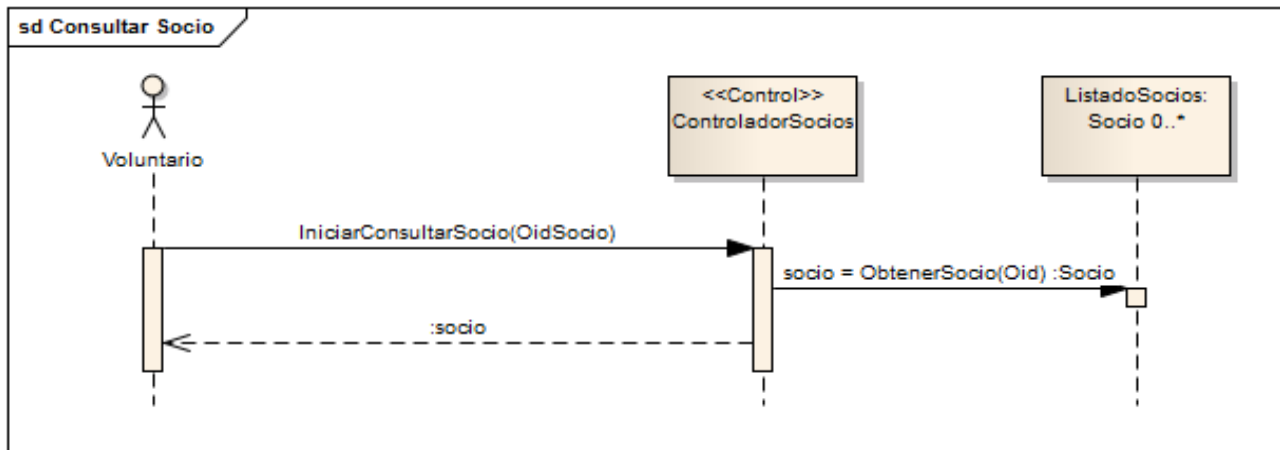 sd Consultar Socio
Voluntario
<<Control>>
ControladorSocios
ListadoSocios:
Socio 0..*
IniciarConsultarSocio(OidSocio)
socio = ObtenerSocio(Oid) :Socio
:socio